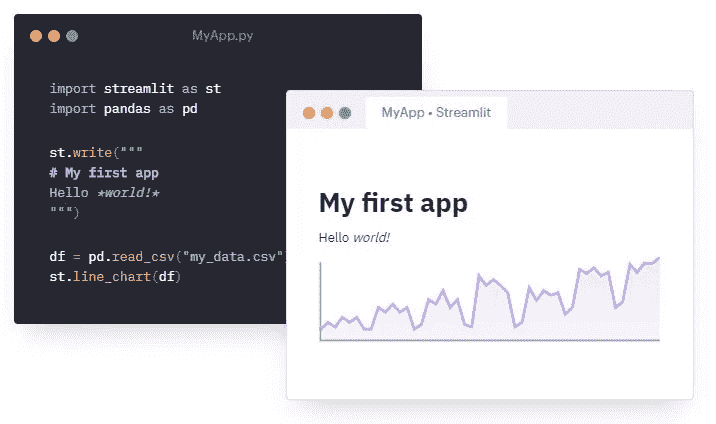 MyApp.py
import streamlit as st
import pandas as pd
st.write("""
# My first app
Hello *world!*
""")
df = pd.read_csv("my_data.csv")
st.line_chart(df)
MyApp • Streamlit
My first app
Hello world!